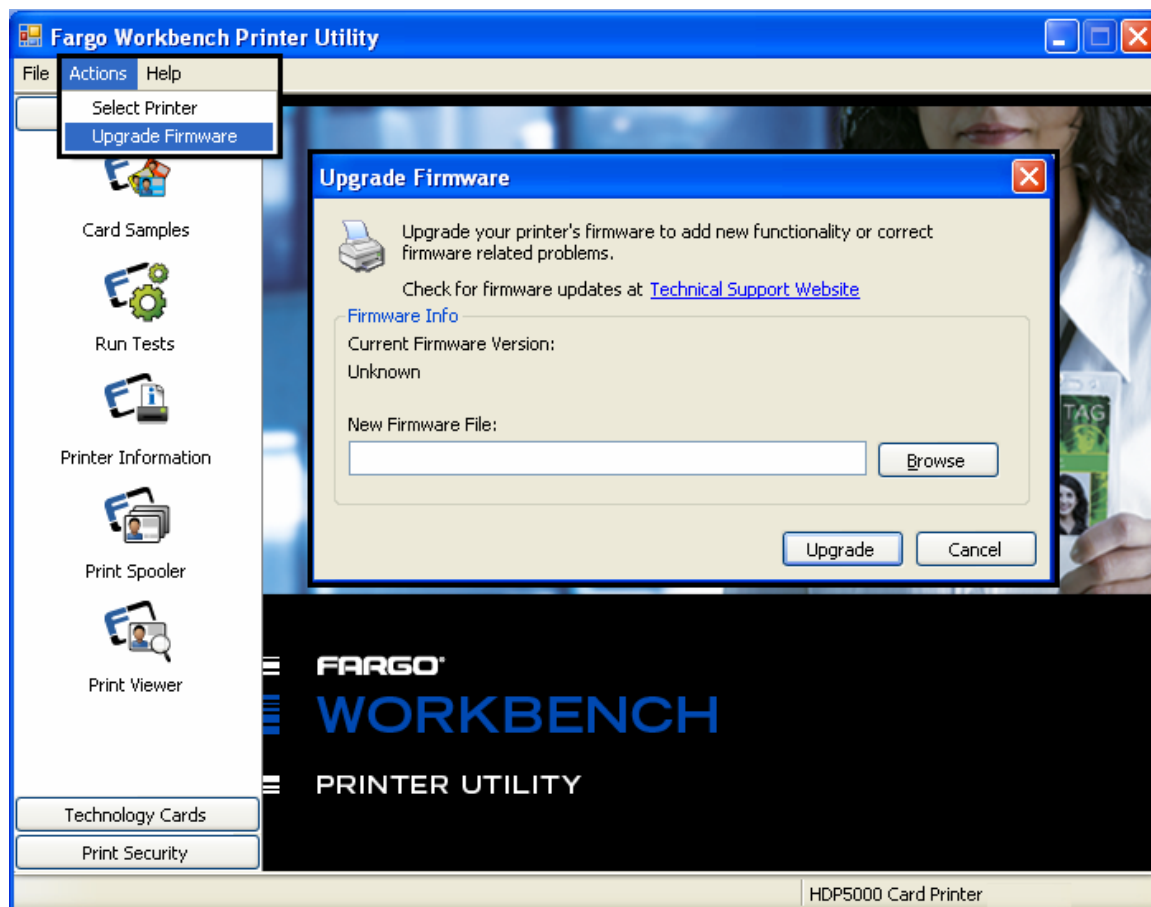 Fargo Workbench Printer Utility
File Actions Help
Select Printer
Upgrade Firmware
Card Samples
Run Tests
Printer Information
Print Spooler
Print Viewer
Technology Cards
Print Security
Upgrade Firmware
Upgrade your printer's firmware to add new functionality or correct
firmware related problems.
Check for firmware updates at Technical Support Website
Firmware Info
Current Firmware Version:
Unknown
New Firmware File:
Browse
Upgrade Cancel
TAG
FARGO®
WORKBENCH
PRINTER UTILITY
HDP5000 Card Printer